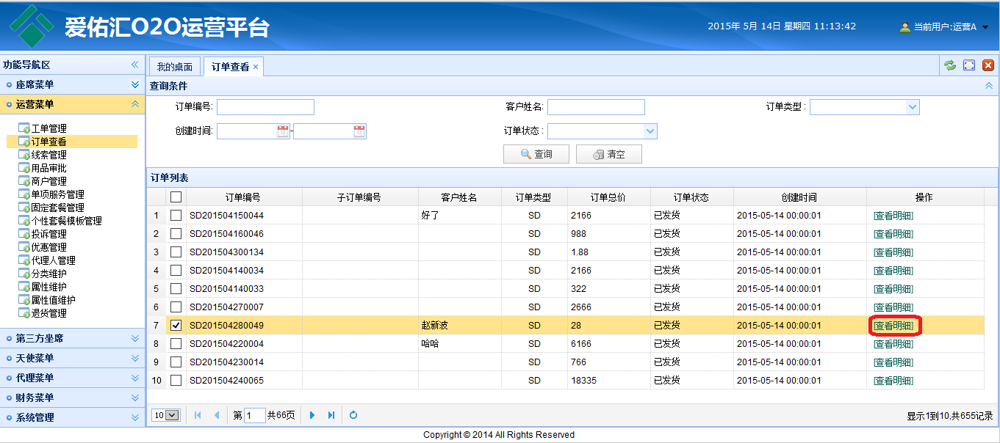 爱佑汇O2O运营平台
2015年 5月 14日 星期四 11:13:42
当前用户:运营A
功能导航区
座席菜单
运营菜单
工单管理
订单查看
线索管理
用品审批
商户管理
单项服务管理
固定套餐管理
个性套餐模板管理
投诉管理
优惠管理
代理人管理
分类维护
属性维护
属性值维护
退货管理
第三方坐席
天使菜单
代理菜单
财务菜单
系统管理
我的桌面 订单查看
查询条件
订单编号: 客户姓名: 订单类型:
创建时间: - 订单状态:
查询 清空
订单列表
订单编号 子订单编号 客户姓名 订单类型 订单总价 订单状态 创建时间 操作
1 SD201504150044 好了 SD 2166 已发货 2015-05-14 00:00:01 [查看明细]
2 SD201504160046 SD 988 已发货 2015-05-14 00:00:01 [查看明细]
3 SD201504300134 SD 1.88 已发货 2015-05-14 00:00:01 [查看明细]
4 SD201504140034 SD 2166 已发货 2015-05-14 00:00:01 [查看明细]
5 SD201504140033 SD 322 已发货 2015-05-14 00:00:01 [查看明细]
6 SD201504270007 SD 2666 已发货 2015-05-14 00:00:01 [查看明细]
7 SD201504280049 赵新波 SD 28 已发货 2015-05-14 00:00:01 [查看明细]
8 SD201504220004 哈哈 SD 6166 已发货 2015-05-14 00:00:01 [查看明细]
9 SD201504230014 SD 766 已发货 2015-05-14 00:00:01 [查看明细]
10 SD201504240065 SD 18335 已发货 2015-05-14 00:00:01 [查看明细]
10 第 1 共66页 显示1到10,共655记录
Copyright © 2014 All Rights Reserved